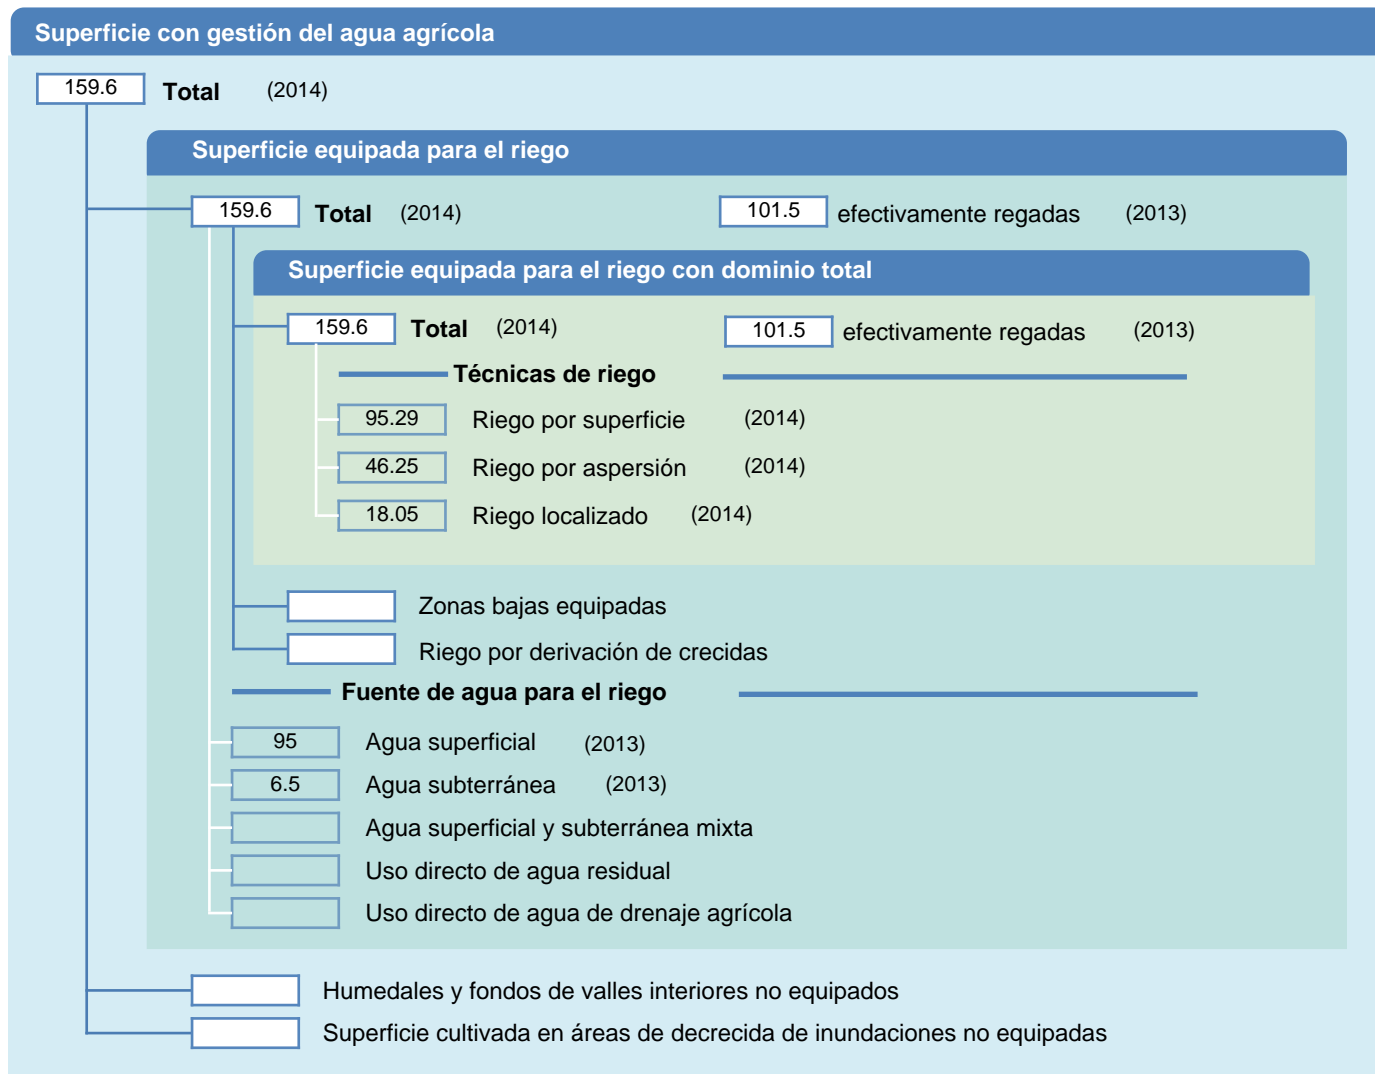 Superficie con gestión del agua agrícola
159.6 Total (2014)
Superficie equipada para el riego
159.6 Total (2014) 101.5 efectivamente regadas (2013)
Superficie equipada para el riego con dominio total
159.6 Total (2014) 101.5 efectivamente regadas (2013)
Técnicas de riego
95.29 Riego por superficie (2014)
46.25 Riego por aspersión (2014)
18.05 Riego localizado (2014)
Zonas bajas equipadas
Riego por derivación de crecidas
Fuente de agua para el riego
95 Agua superficial (2013)
6.5 Agua subterránea (2013)
Agua superficial y subterránea mixta
Uso directo de agua residual
Uso directo de agua de drenaje agrícola
Humedales y fondos de valles interiores no equipados
Superficie cultivada en áreas de decrecida de inundaciones no equipadas